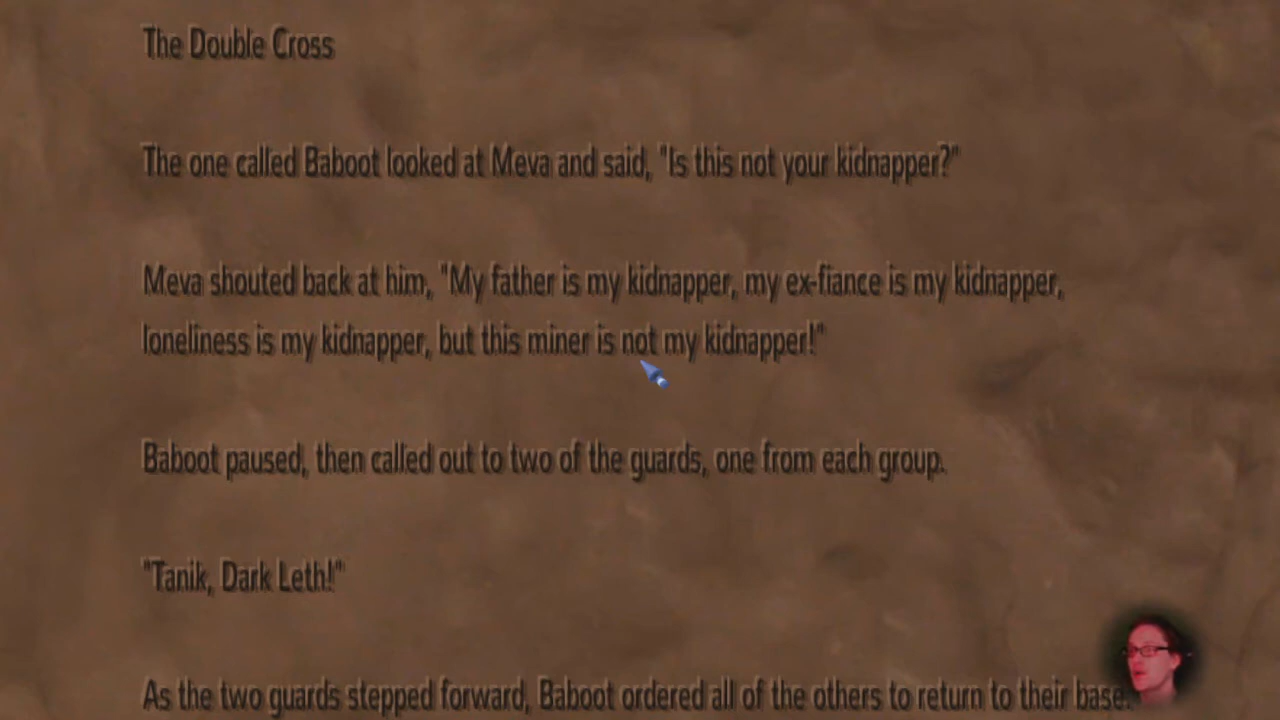 The Double Cross
The one called Baboot looked at Meva and said, "Is this not your kidnapper?"
Meva shouted back at him, "My father is my kidnapper, my ex-fiance is my kidnapper,
loneliness is my kidnapper, but this miner is not my kidnapper!"
Baboot paused, then called out to two of the guards, one from each group.
"Tanik, Dark Leth!"
As the two guards stepped forward, Baboot ordered all of the others to return to their base.